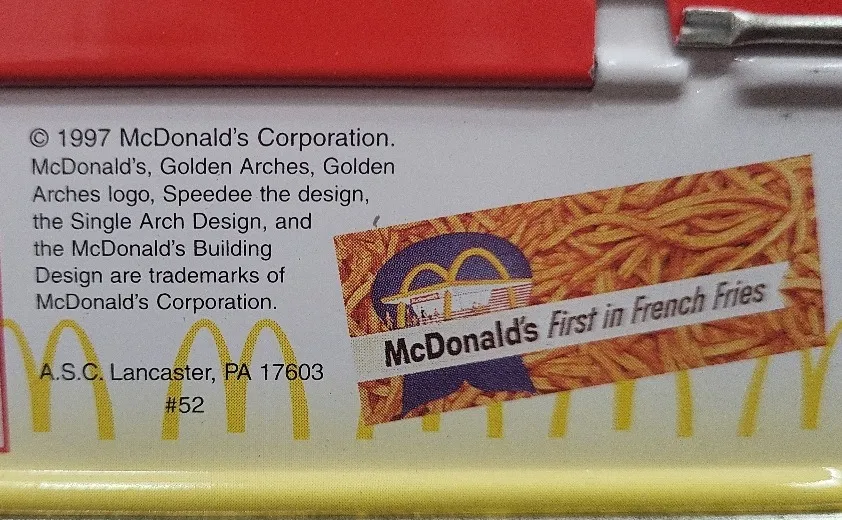 © 1997 McDonald's Corporation.
McDonald's, Golden Arches, Golden
Arches logo, Speedee the design,
the Single Arch Design, and
the McDonald's Building
Design are trademarks of
McDonald's Corporation.
A.S.C. Lancaster, PA 17603
#52
McDonald's First in French Fries